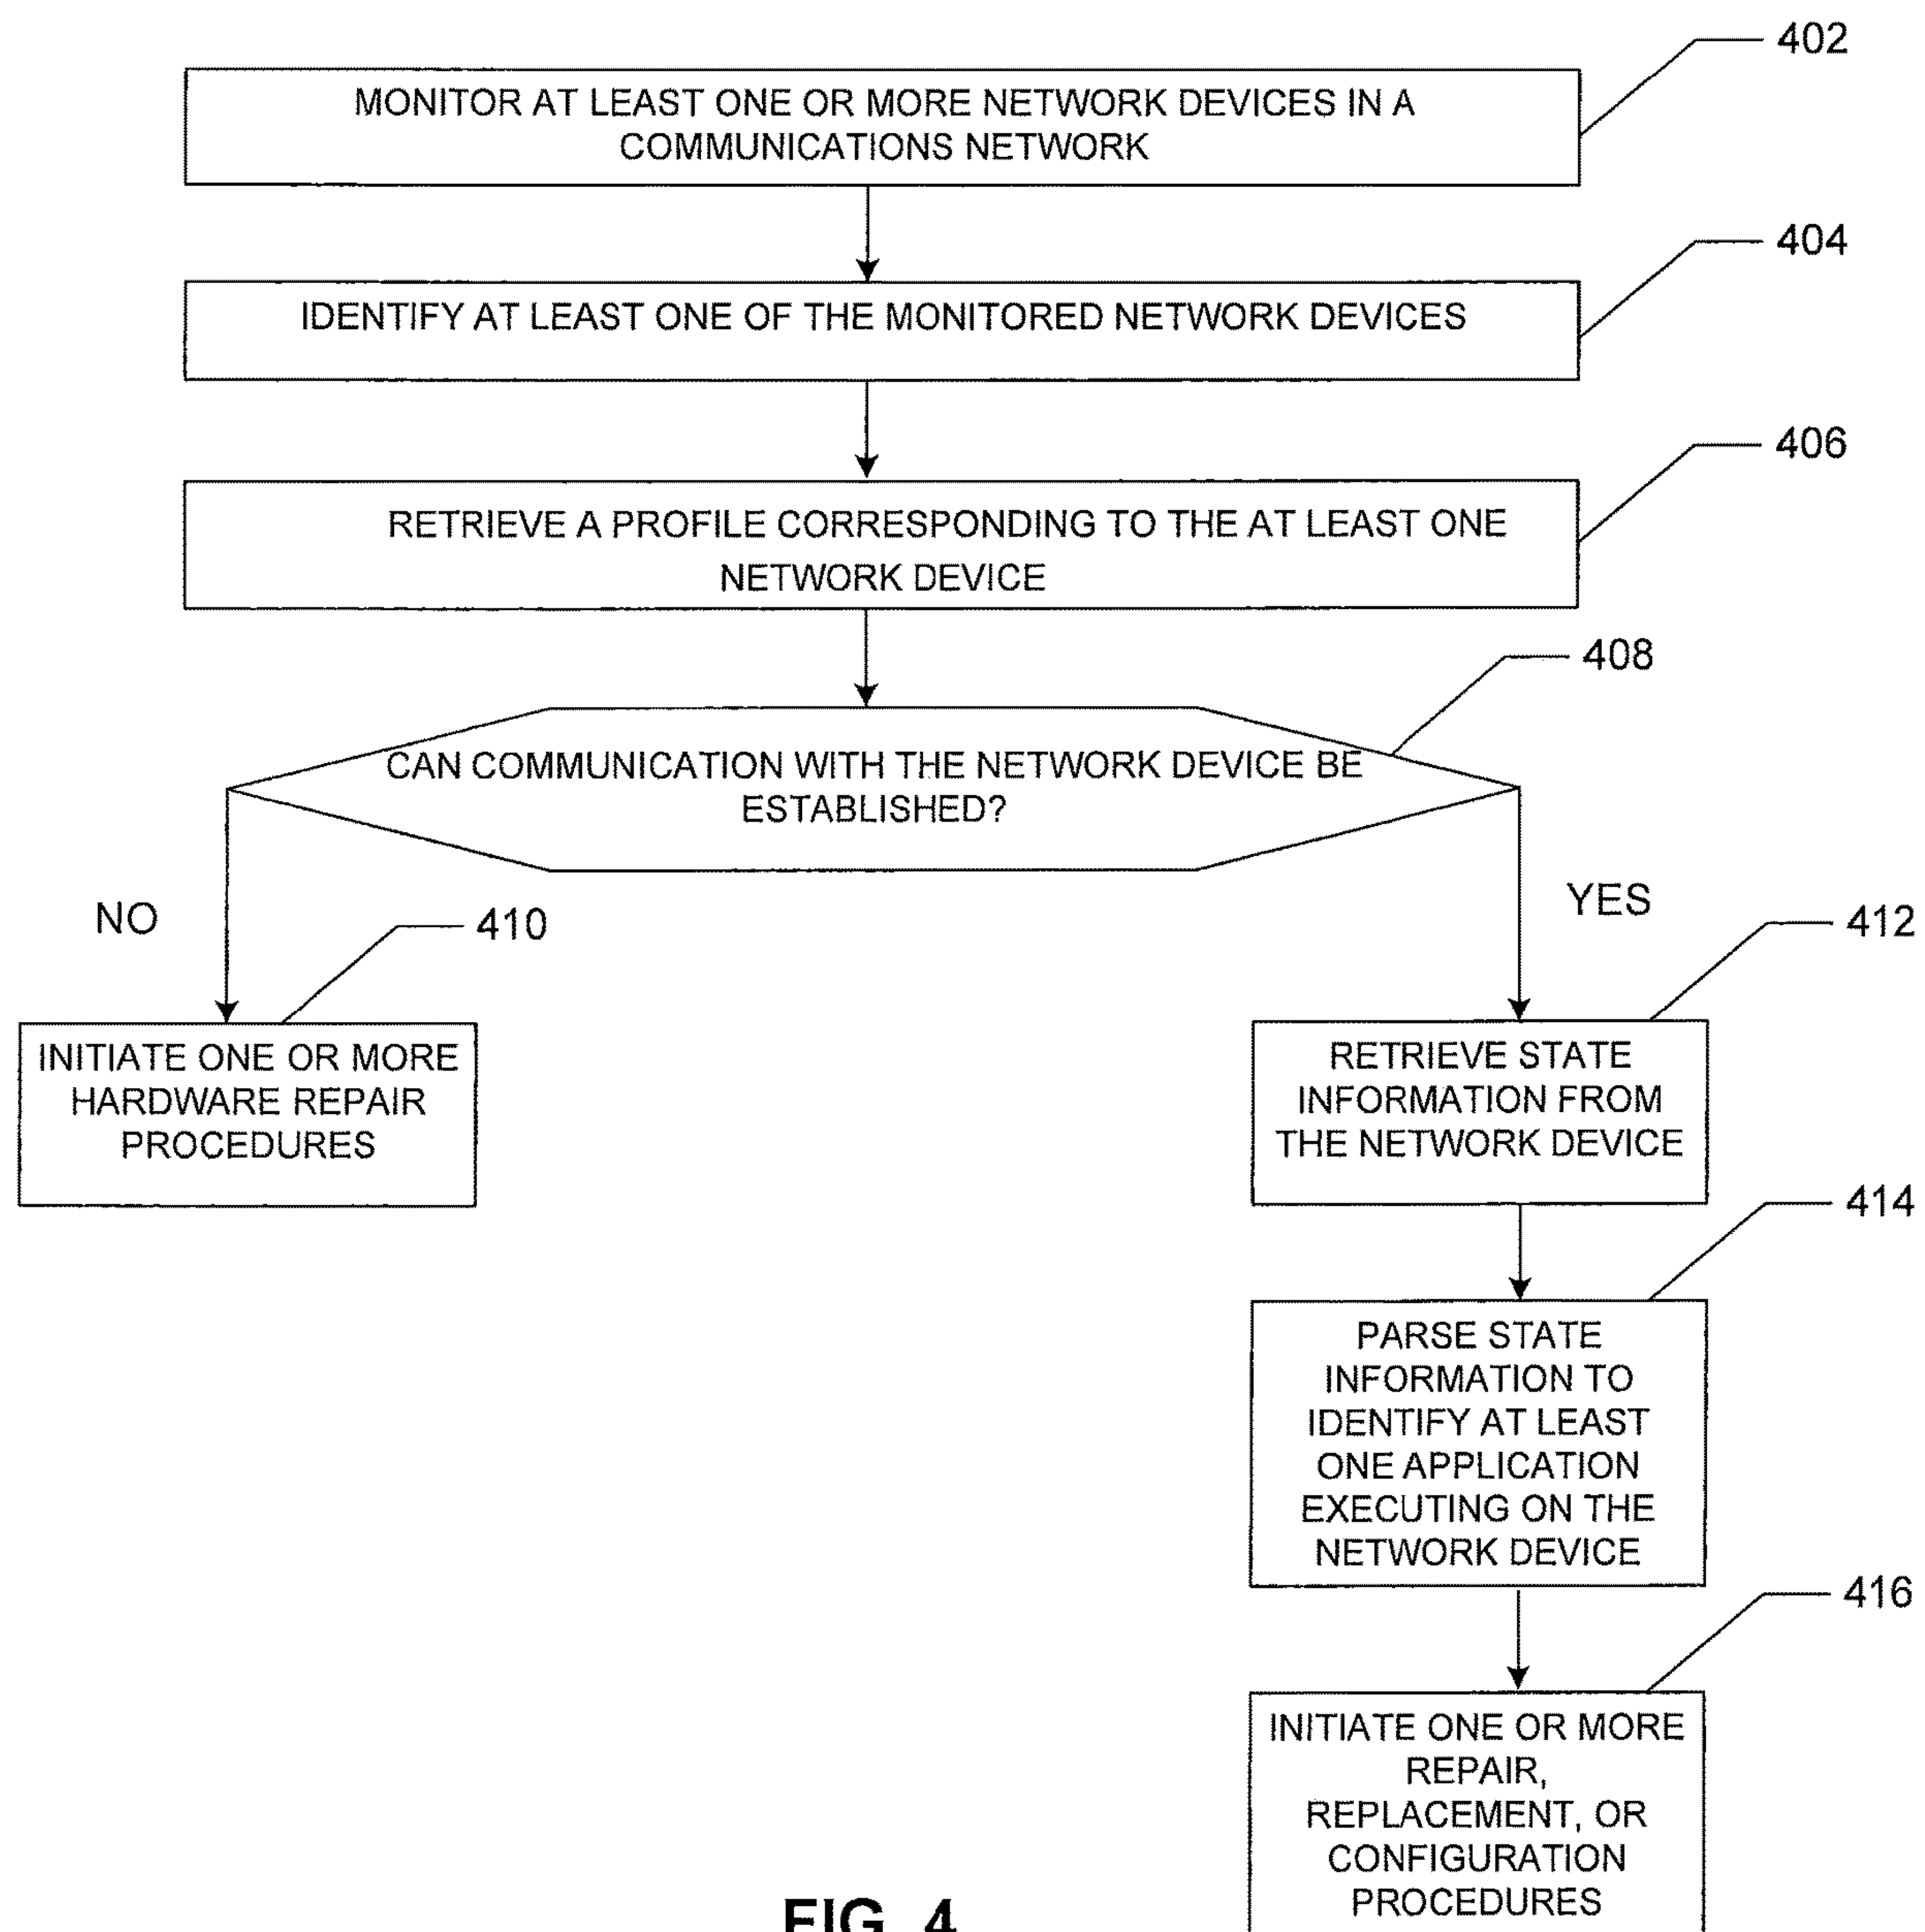 402
MONITOR AT LEAST ONE OR MORE NETWORK DEVICES IN A
COMMUNICATIONS NETWORK
404
IDENTIFY AT LEAST ONE OF THE MONITORED NETWORK DEVICES
406
RETRIEVE A PROFILE CORRESPONDING TO THE AT LEAST ONE
NETWORK DEVICE
408
CAN COMMUNICATION WITH THE NETWORK DEVICE BE
ESTABLISHED?
NO
YES
410
412
INITIATE ONE OR MORE
HARDWARE REPAIR
PROCEDURES
RETRIEVE STATE
INFORMATION FROM
THE NETWORK DEVICE
414
PARSE STATE
INFORMATION TO
IDENTIFY AT LEAST
ONE APPLICATION
EXECUTING ON THE
NETWORK DEVICE
416
INITIATE ONE OR MORE
REPAIR,
REPLACEMENT, OR
CONFIGURATION
PROCEDURES
FIG. 4